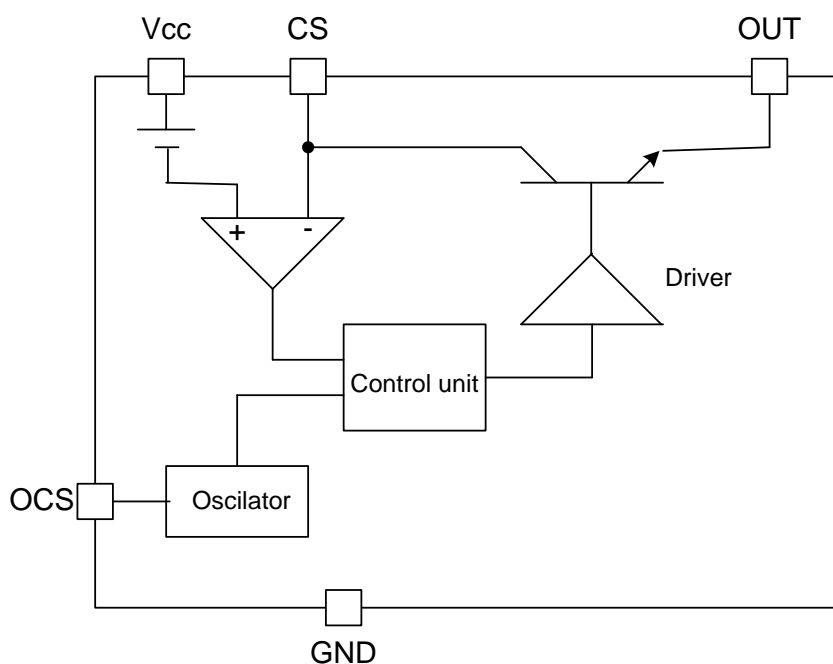 Vcc
CS
OUT
+
-
Driver
Control unit
OCS
Oscilator
GND